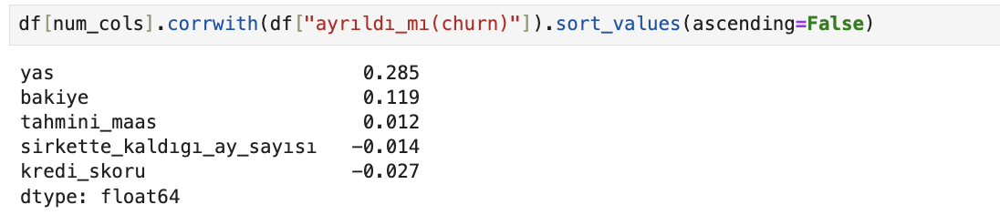 df[num_cols].corrwith(df["ayrıldı_mı(churn)"]).sort_values(ascending=False)
yas 0.285
bakiye 0.119
tahmini_maas 0.012
sirkette_kaldıgı_ay_sayısı -0.014
kredi_skoru -0.027
dtype: float64